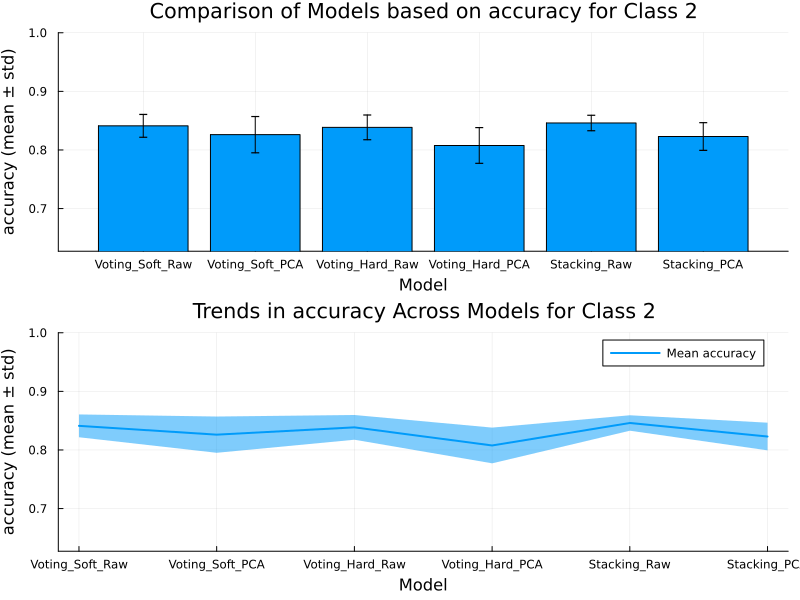 Comparison of Models based on accuracy for Class 2
accuracy (mean ± std)
1.0
0.9
0.8
0.7
Voting_Soft_Raw Voting_Soft_PCA Voting_Hard_Raw Voting_Hard_PCA Stacking_Raw Stacking_PCA
Model
Trends in accuracy Across Models for Class 2
accuracy (mean ± std)
1.0
0.9
0.8
0.7
Mean accuracy
Voting_Soft_Raw Voting_Soft_PCA Voting_Hard_Raw Voting_Hard_PCA Stacking_Raw Stacking_PC
Model